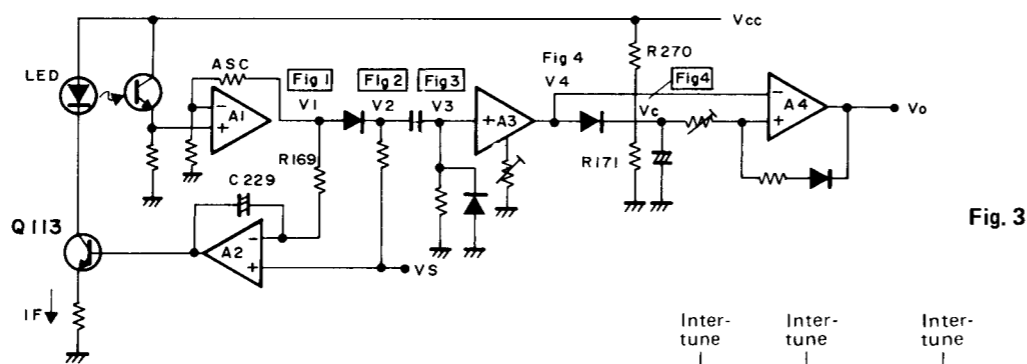 Vcc
LED
ASC
Fig 1
V1
Fig 2
V2
Fig 3
V3
Fig 4
V4
Fig4
Vc
R270
A1
A3
A4
Vo
R169
R171
C229
Q113
A2
VS
IF
Fig. 3
Inter-
tune
Inter-
tune
Inter-
tune